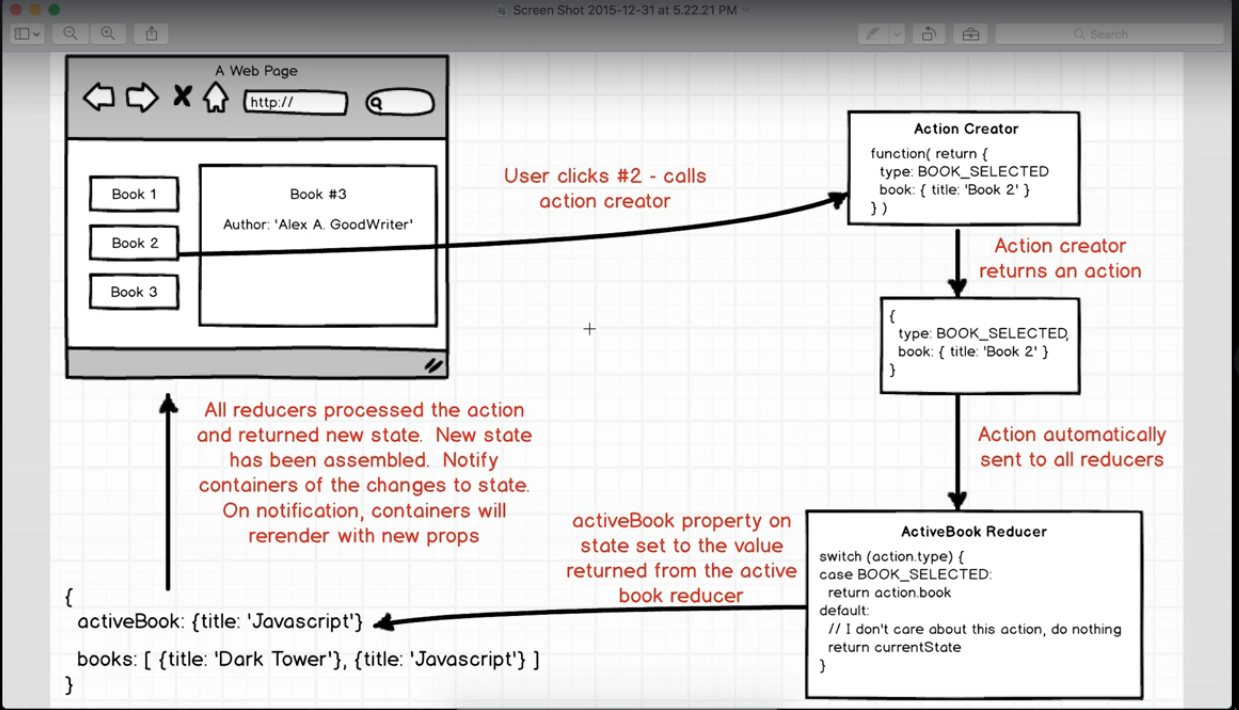 Screen Shot 2015-12-31 at 5.22.21 PM
Search
A Web Page
http://
Book 1
Book 2
Book 3
Book #3
Author: 'Alex A. GoodWriter'
User clicks #2 - calls
action creator
Action Creator
function( return {
type: BOOK_SELECTED
book: { title: 'Book 2' }
} )
Action creator
returns an action
{
type: BOOK_SELECTED,
book: { title: 'Book 2' }
}
Action automatically
sent to all reducers
ActiveBook Reducer
switch (action.type) {
case BOOK_SELECTED:
return action.book
default:
// I don't care about this action, do nothing
return currentState
}
activeBook property on
state set to the value
returned from the active
book reducer
All reducers processed the action
and returned new state. New state
has been assembled. Notify
containers of the changes to state.
On notification, containers will
rerender with new props
{
activeBook: {title: 'Javascript'}
books: [ {title: 'Dark Tower'}, {title: 'Javascript'} ]
}